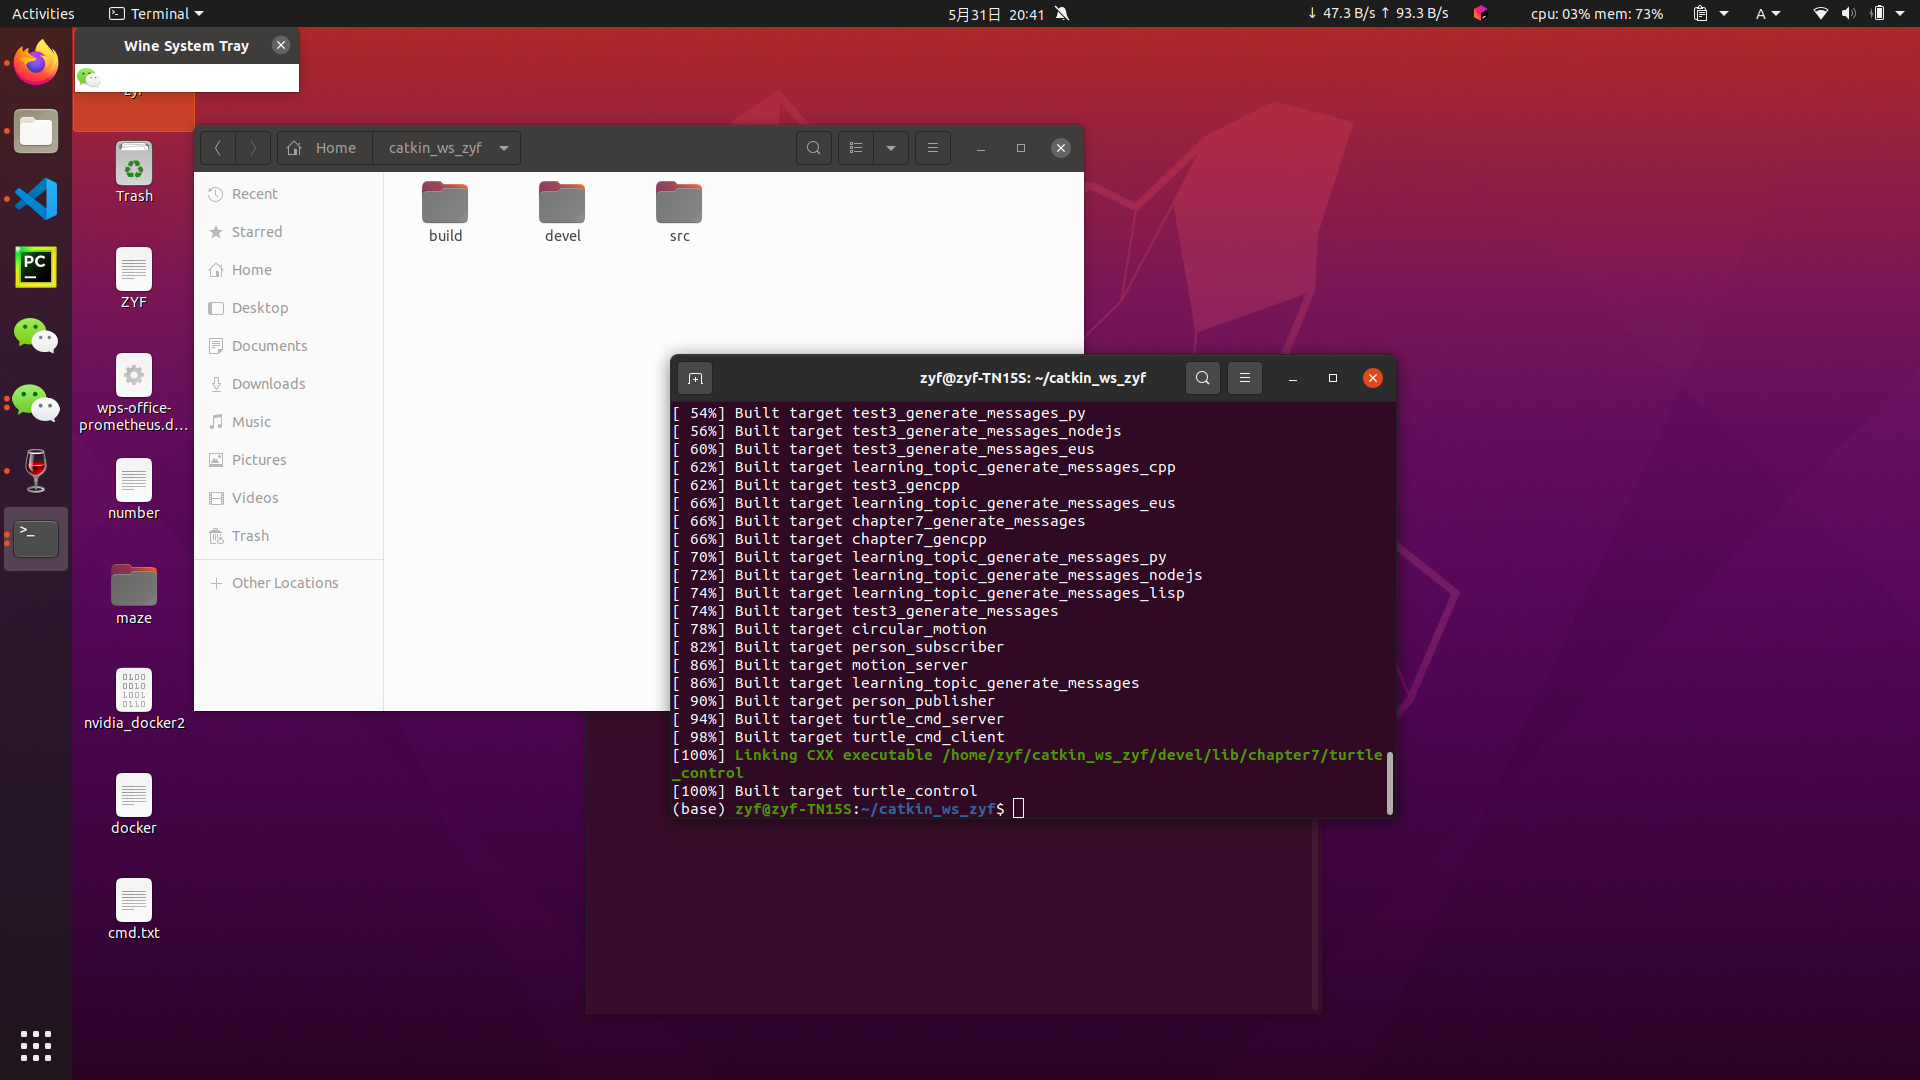 Activities
Terminal
5月31日 20:41
↓ 47.3 B/s ↑ 93.3 B/s
cpu: 03% mem: 73%
A
Wine System Tray
zyf
Trash
ZYF
wps-office-
prometheus.d…
number
maze
nvidia_docker2
docker
cmd.txt
Home
catkin_ws_zyf
Recent
Starred
Home
Desktop
Documents
Downloads
Music
Pictures
Videos
Trash
Other Locations
build
devel
src
PC
0100
0010
1001
0110
zyf@zyf-TN15S: ~/catkin_ws_zyf
[ 54%] Built target test3_generate_messages_py
[ 56%] Built target test3_generate_messages_nodejs
[ 60%] Built target test3_generate_messages_eus
[ 62%] Built target learning_topic_generate_messages_cpp
[ 62%] Built target test3_gencpp
[ 66%] Built target learning_topic_generate_messages_eus
[ 66%] Built target chapter7_generate_messages
[ 66%] Built target chapter7_gencpp
[ 70%] Built target learning_topic_generate_messages_py
[ 72%] Built target learning_topic_generate_messages_nodejs
[ 74%] Built target learning_topic_generate_messages_lisp
[ 74%] Built target test3_generate_messages
[ 78%] Built target circular_motion
[ 82%] Built target person_subscriber
[ 86%] Built target motion_server
[ 86%] Built target learning_topic_generate_messages
[ 90%] Built target person_publisher
[ 94%] Built target turtle_cmd_server
[ 98%] Built target turtle_cmd_client
[100%] Linking CXX executable /home/zyf/catkin_ws_zyf/devel/lib/chapter7/turtle
_control
[100%] Built target turtle_control
(base) zyf@zyf-TN15S:~/catkin_ws_zyf$